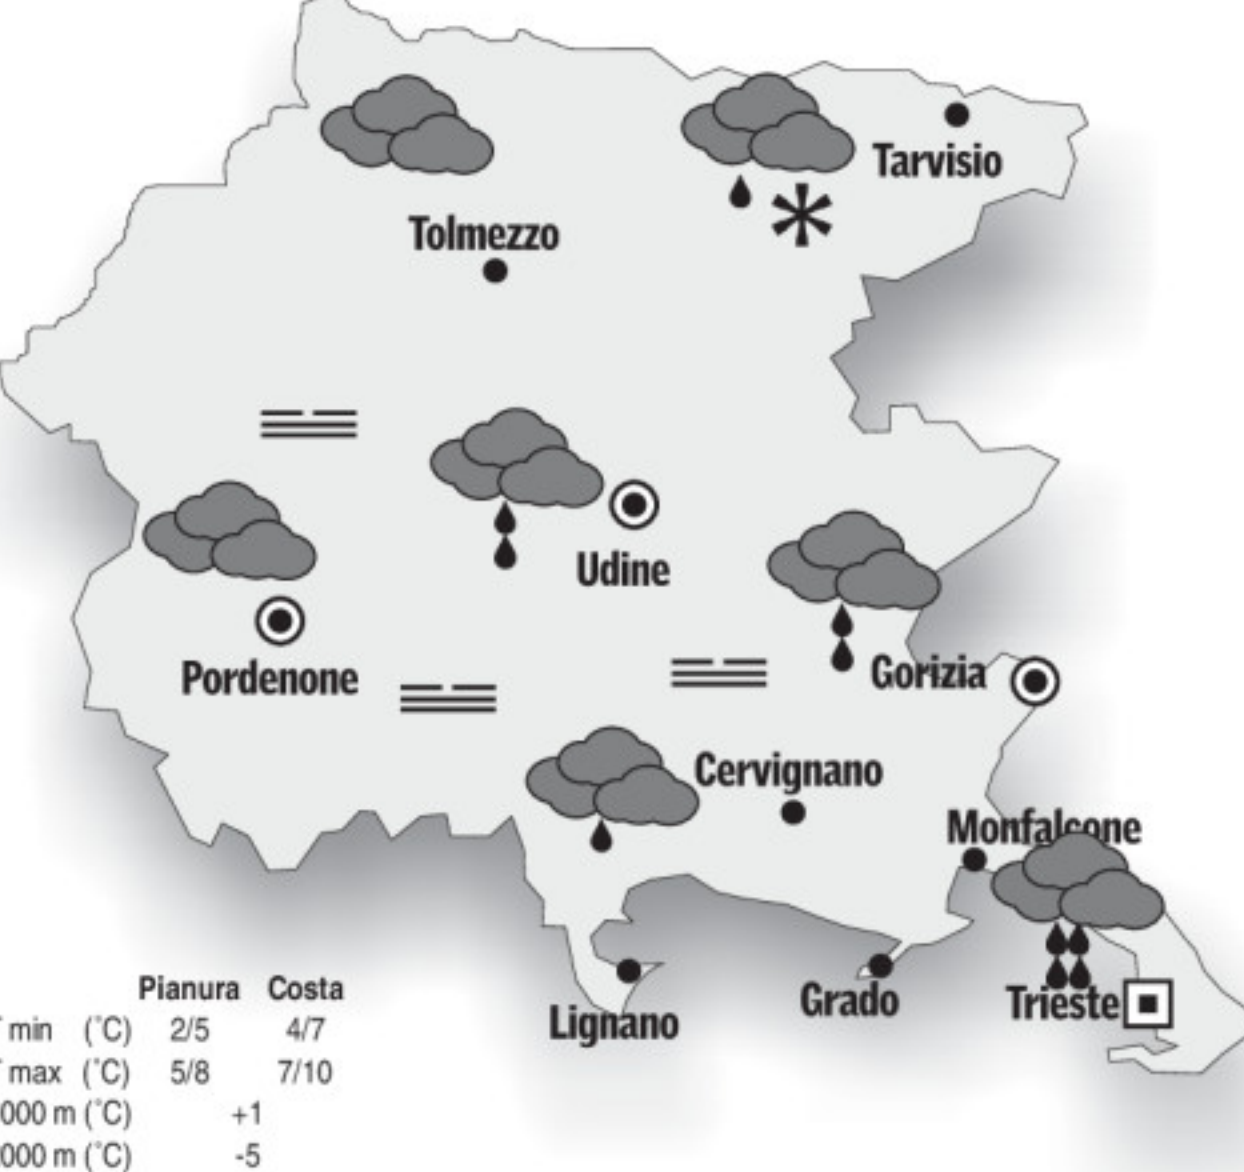 Tarvisio
Tolmezzo
Udine
Pordenone
Gorizia
Cervignano
Monfalcone
Lignano
Grado
Trieste
Pianura Costa
min (°C) 2/5 4/7
max (°C) 5/8 7/10
000 m (°C) +1
000 m (°C) -5